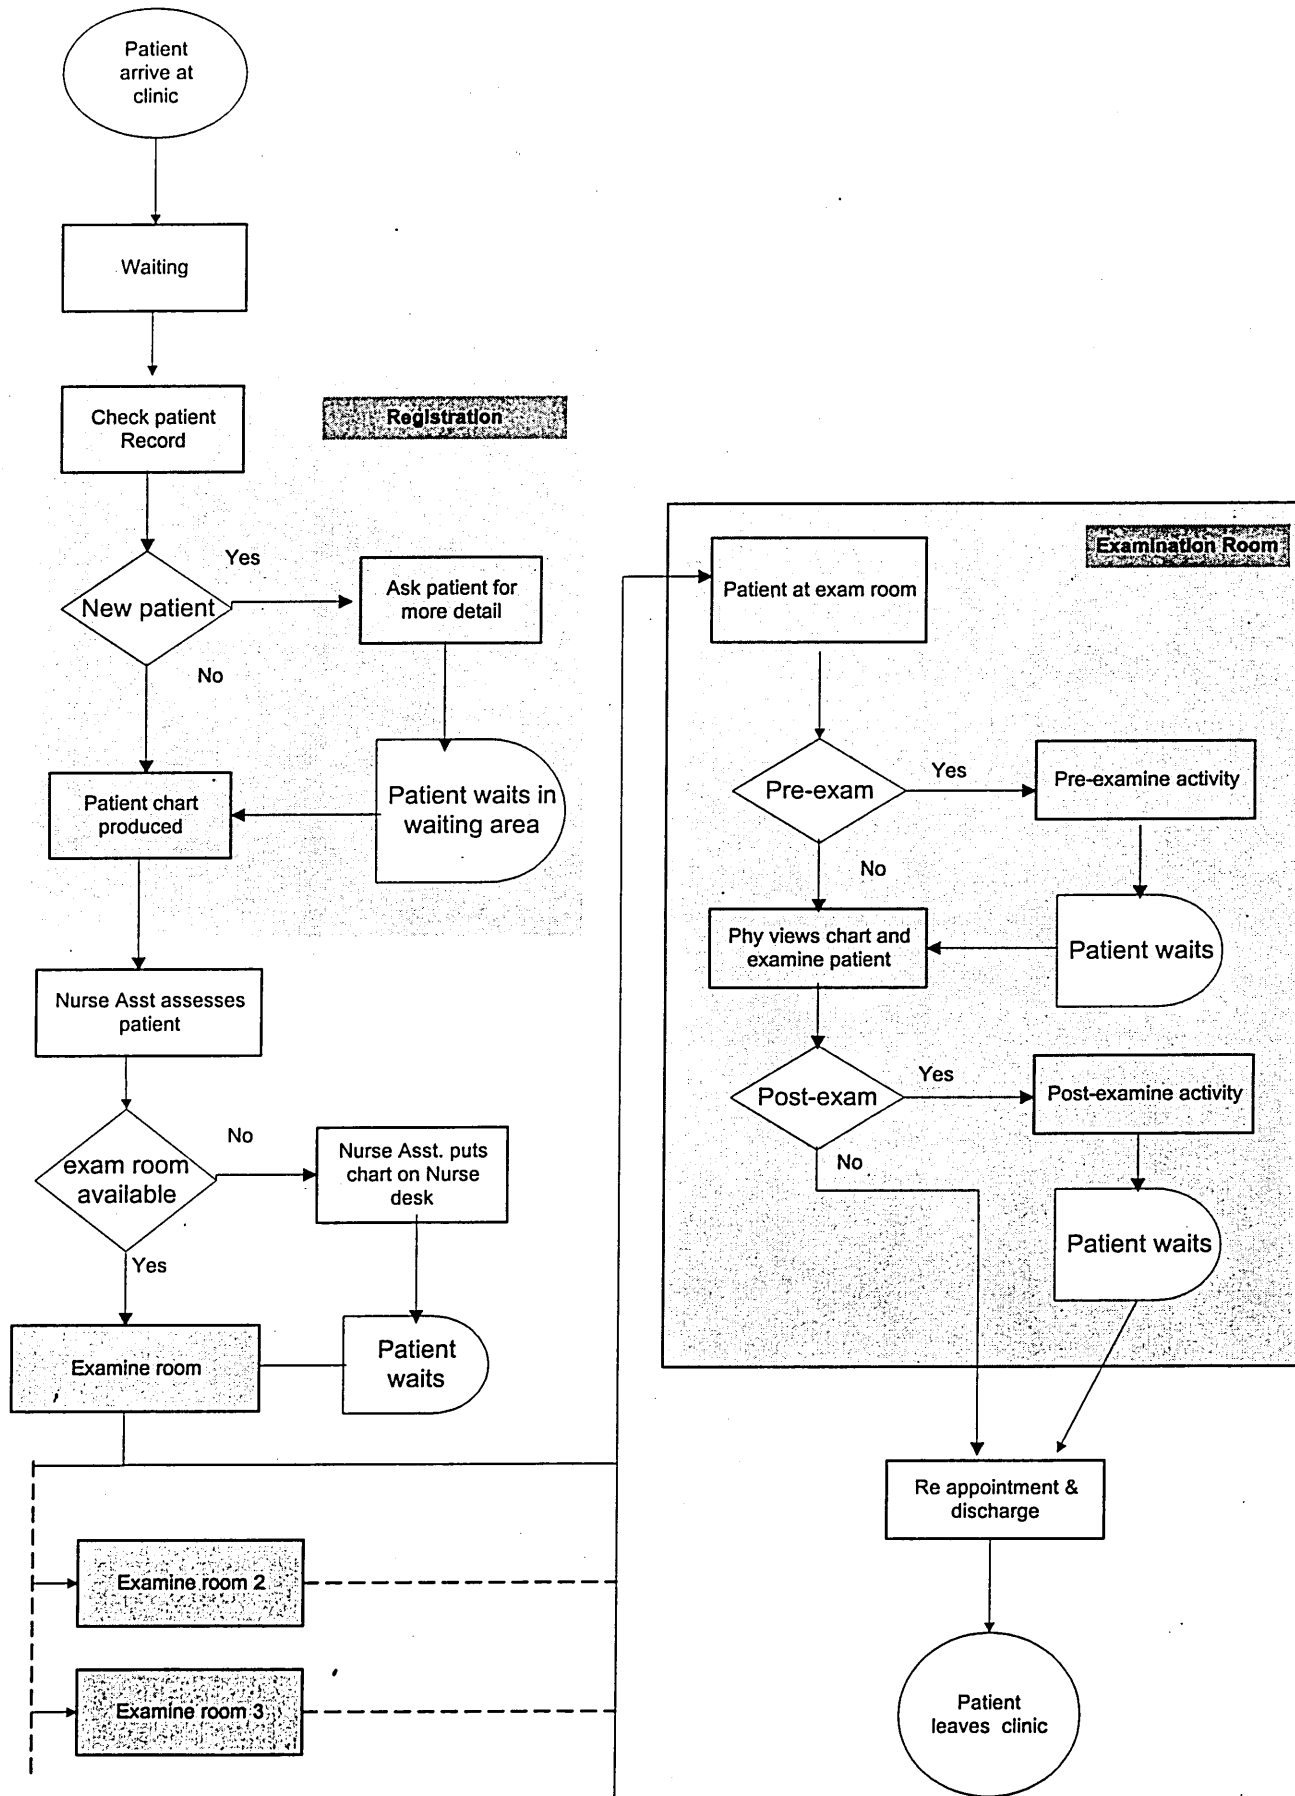 Patient
arrive at
clinic
Waiting
Check patient
Record
Registration
New patient
Yes
No
Ask patient for
more detail
Patient waits in
waiting area
Patient chart
produced
Nurse Asst assesses
patient
exam room
available
No
Yes
Nurse Asst. puts
chart on Nurse
desk
Patient
waits
Examine room
Examine room 2
Examine room 3
Examination Room
Patient at exam room
Pre-exam
Yes
No
Pre-examine activity
Patient waits
Phy views chart and
examine patient
Post-exam
Yes
No
Post-examine activity
Patient waits
Re appointment &
discharge
Patient
leaves clinic